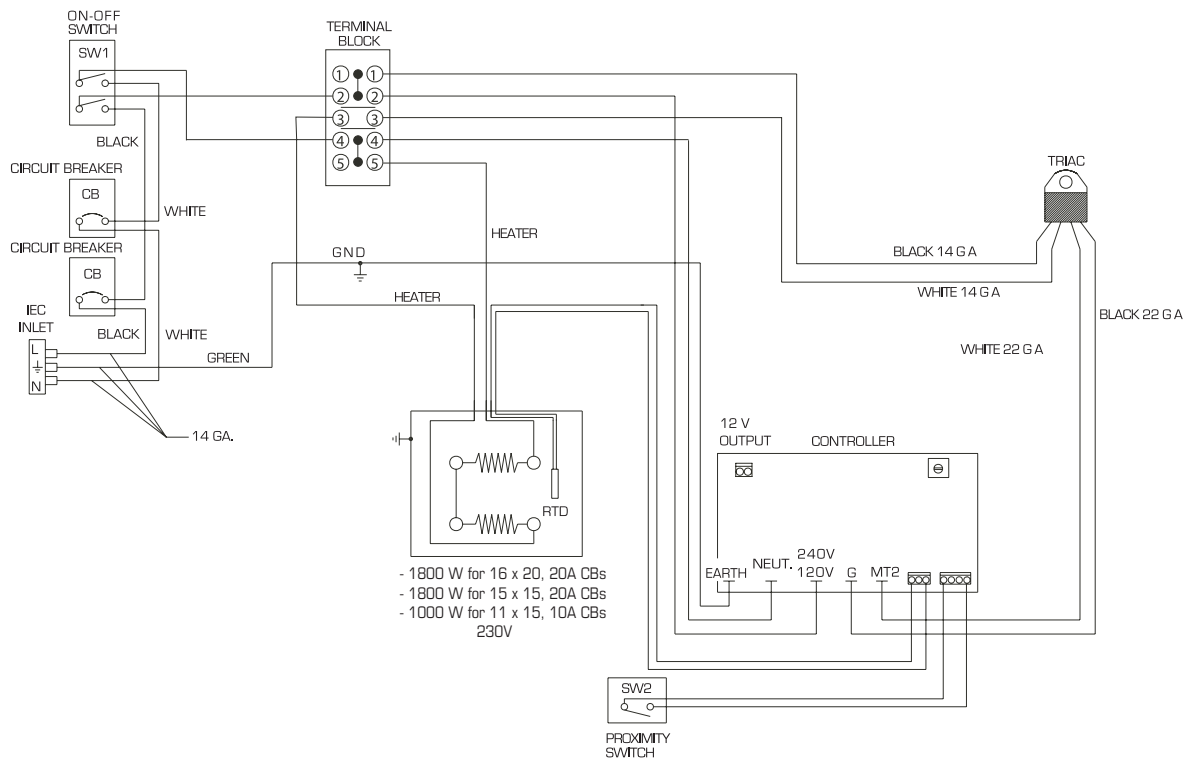 ON-OFF
SWITCH
SW1
TERMINAL
BLOCK
1 1
2 2
3 3
4 4
5 5
BLACK
CIRCUIT BREAKER
CB
WHITE
CIRCUIT BREAKER
CB
IEC
INLET
L
N
BLACK
WHITE
GREEN
14 GA.
GND
HEATER
HEATER
TRIAC
BLACK 14 GA
WHITE 14 GA
BLACK 22 GA
WHITE 22 GA
RTD
- 1800 W for 16 x 20, 20A CBs
- 1800 W for 15 x 15, 20A CBs
- 1000 W for 11 x 15, 10A CBs
230V
12 V
OUTPUT
CONTROLLER
EARTH
NEUT.
240V
120V
G
MT2
SW2
PROXIMITY
SWITCH